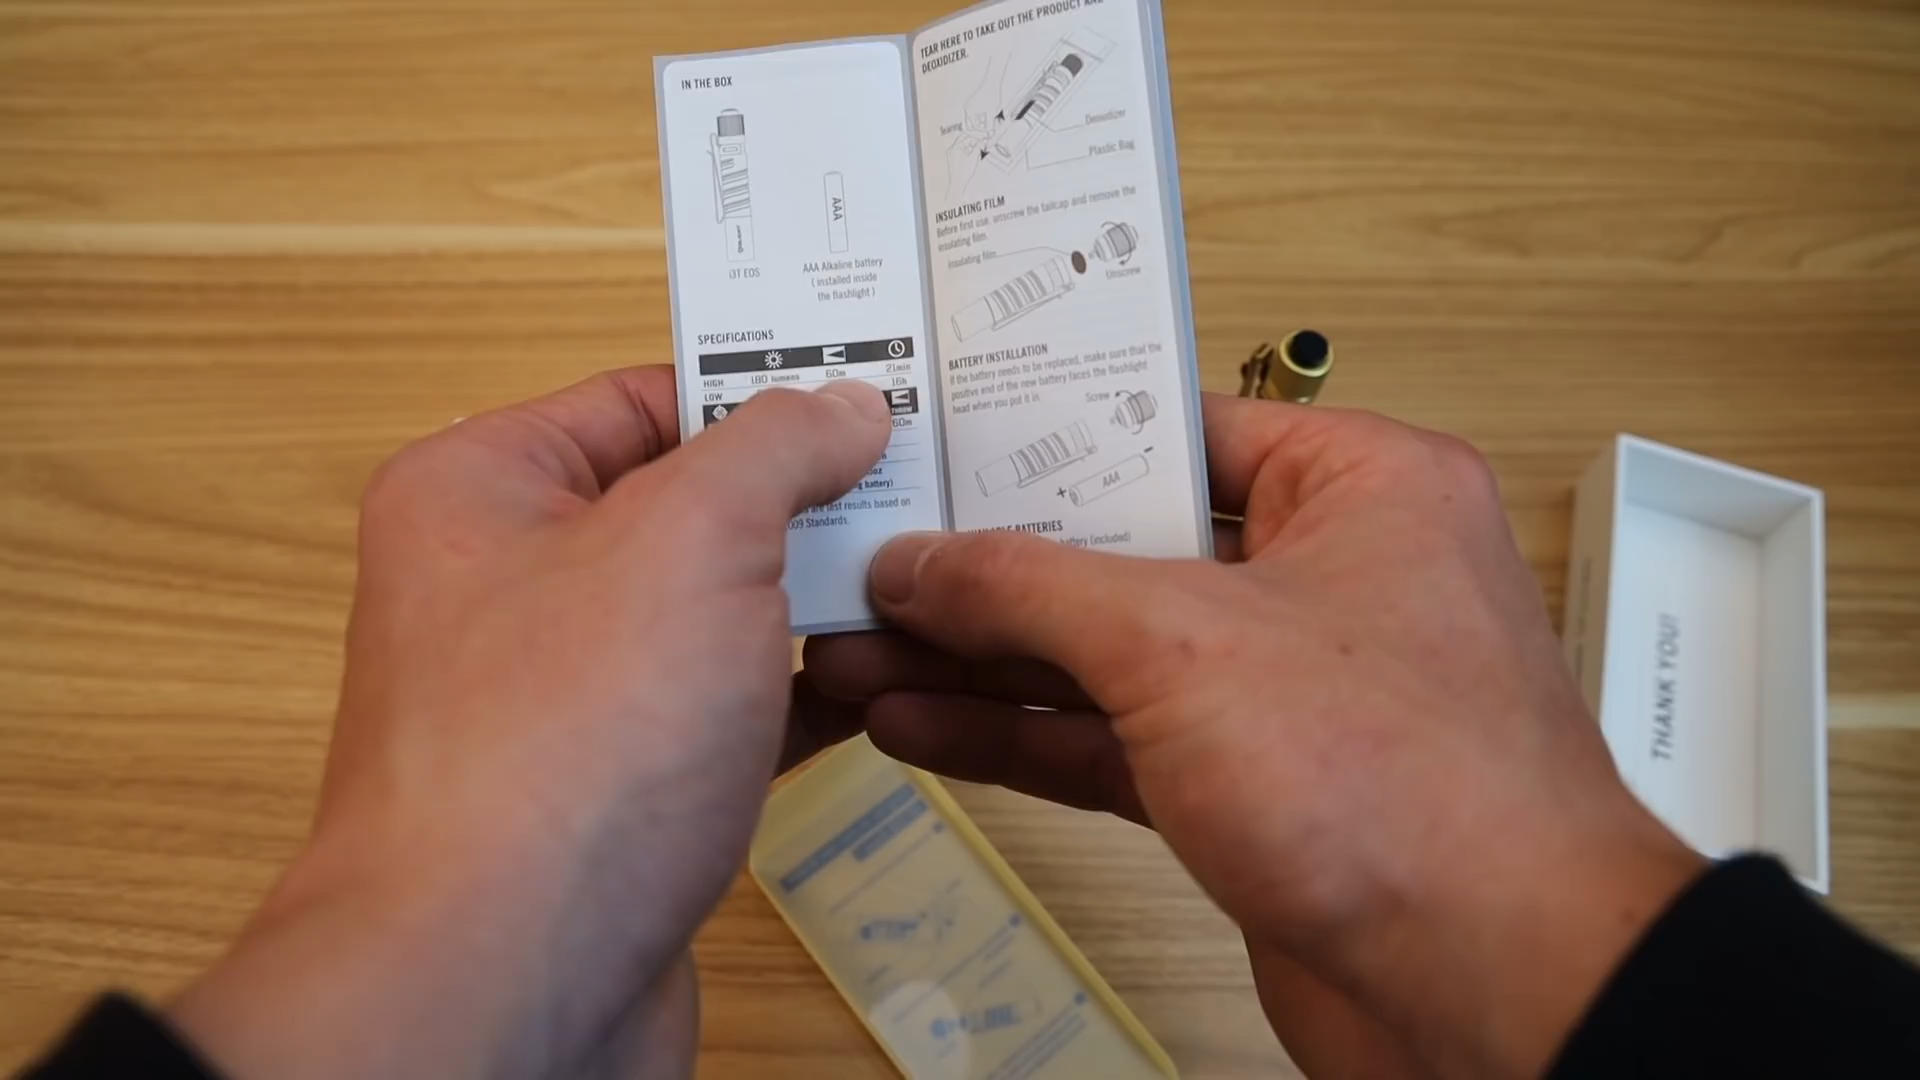 IN THE BOX
AAA
i3T EOS
AAA Alkaline battery
( installed inside
the flashlight )
SPECIFICATIONS
HIGH 180 lumens 60m 21min
LOW 16h
THROW
60m
battery)
are test results based on
009 Standards.
TEAR HERE TO TAKE OUT THE PRODUCT AND
DEOXIDIZER.
Tearing
Deoxidizer
Plastic Bag
INSULATING FILM
Before first use, unscrew the tailcap and remove the
insulating film.
Insulating film
Unscrew
BATTERY INSTALLATION
If the battery needs to be replaced, make sure that the
positive end of the new battery faces the flashlight
head when you put it in.
Screw
+ AAA -
BATTERIES
battery (included)
THANK YOU!